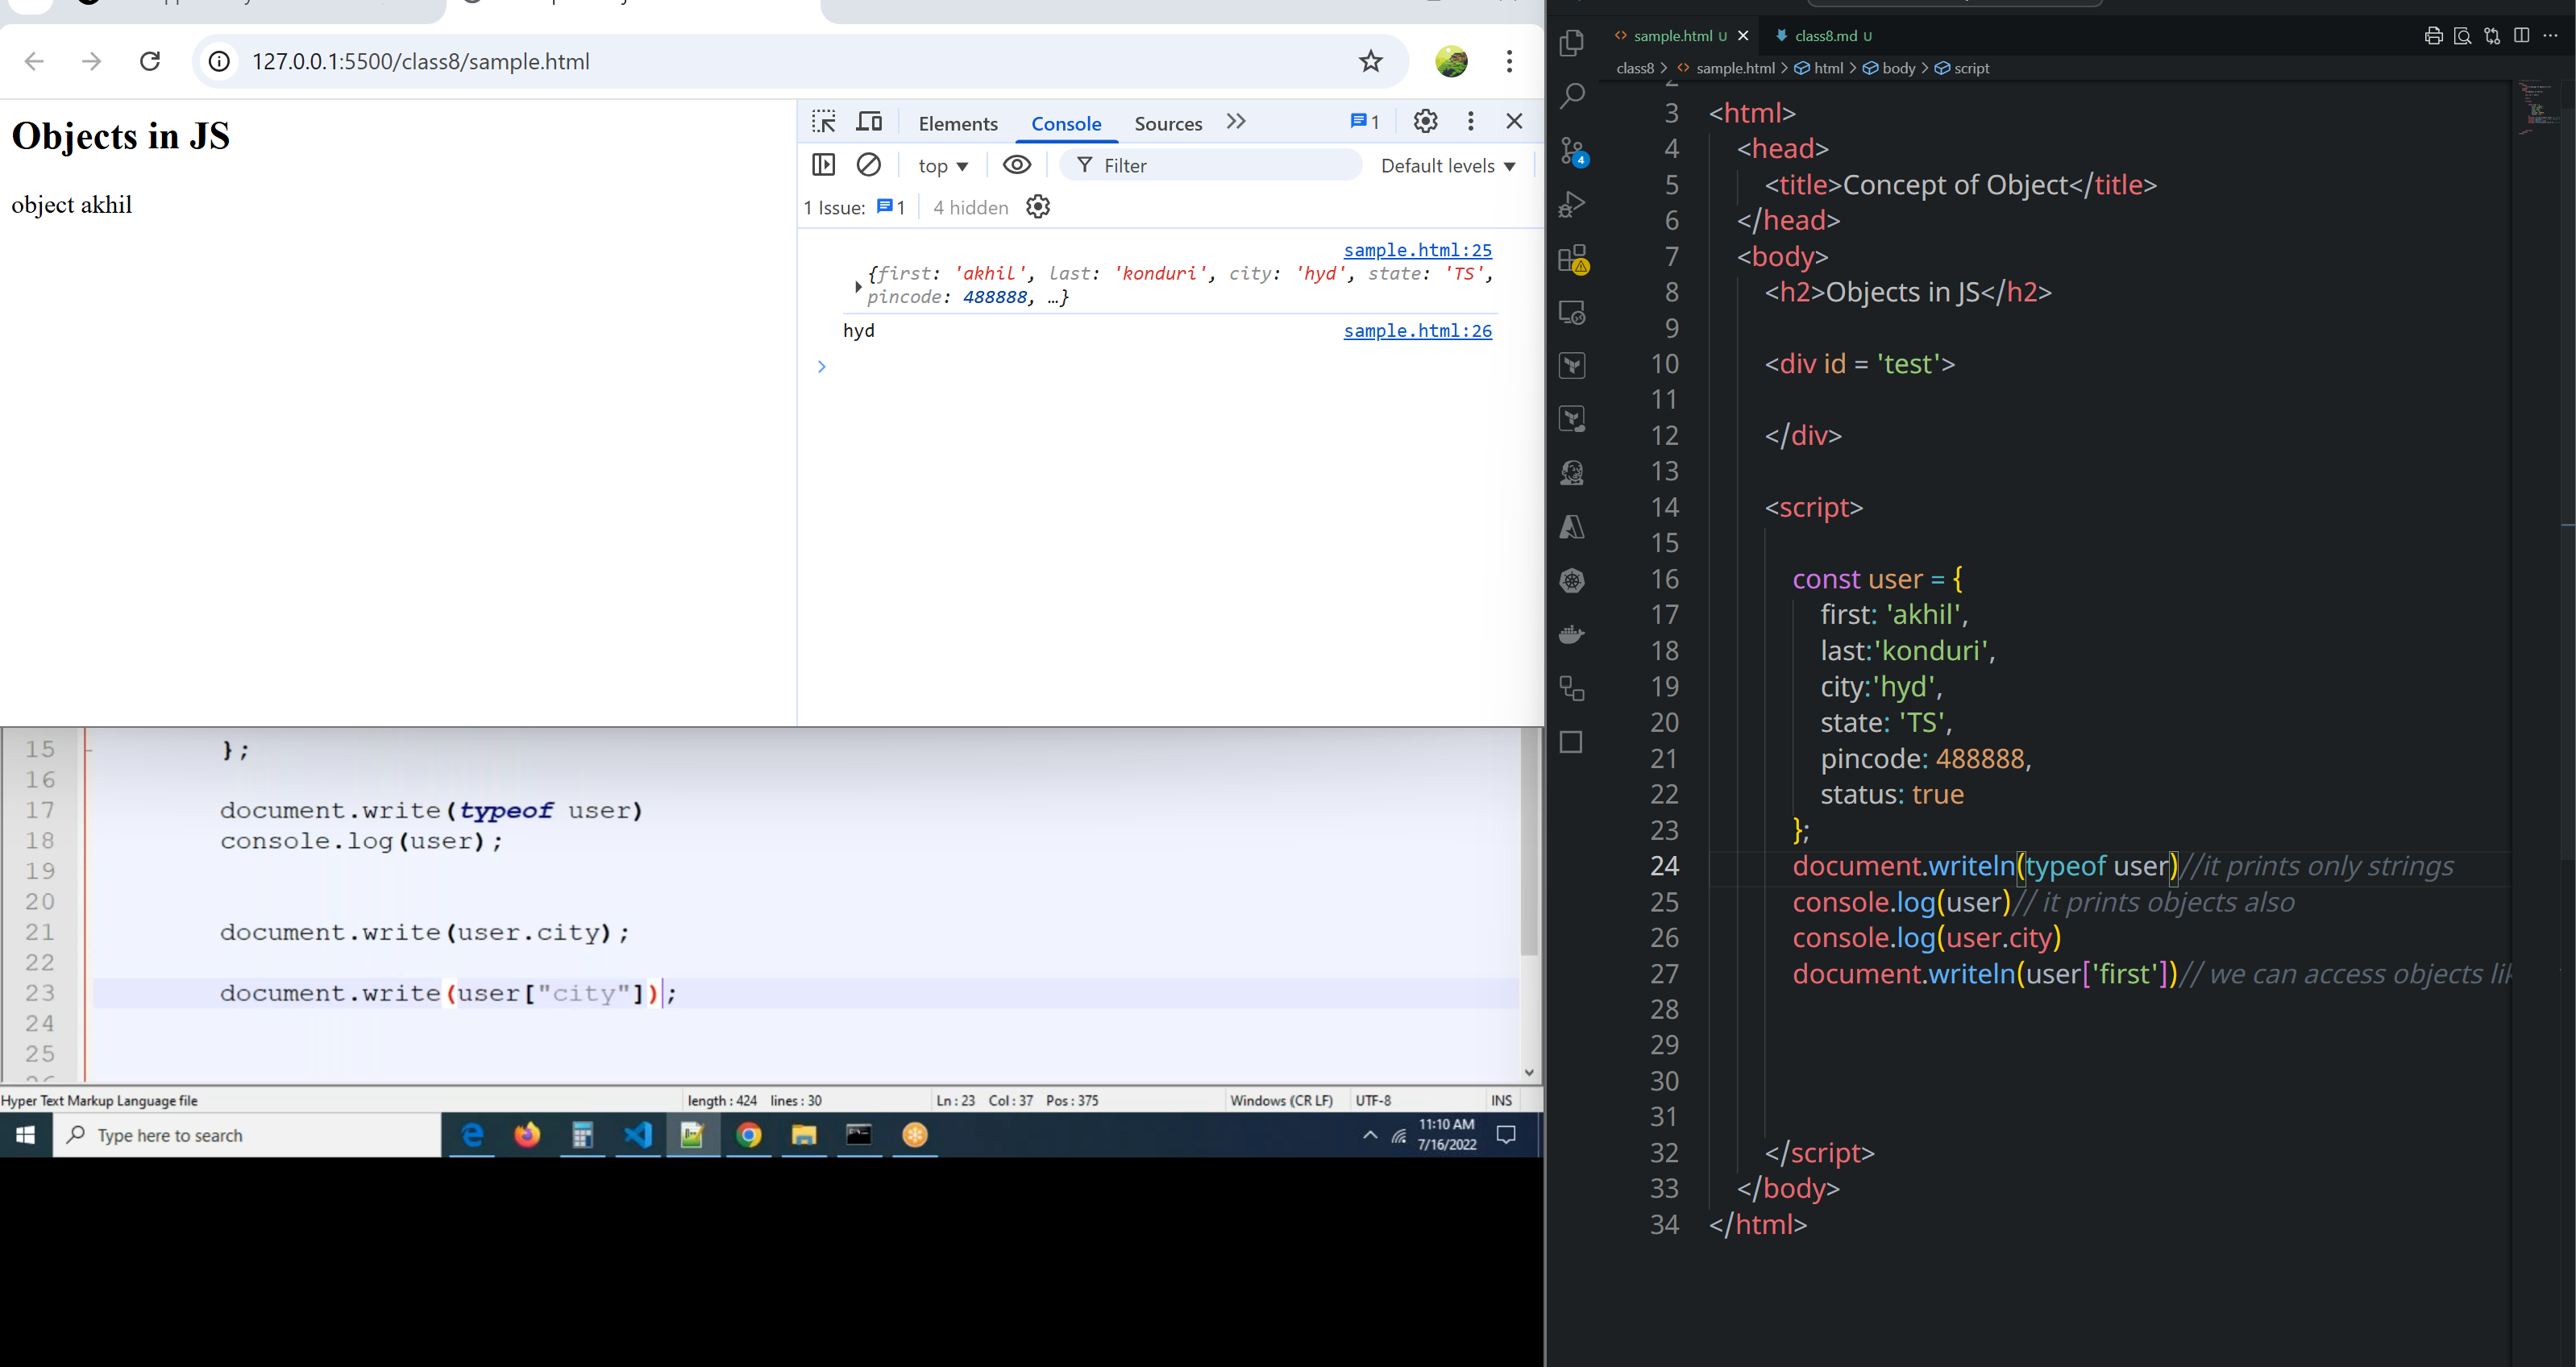 127.0.0.1:5500/class8/sample.html
Objects in JS
object akhil
Elements Console Sources 1
top Filter Default levels
1 Issue: 1 4 hidden
sample.html:25
{first: 'akhil', last: 'konduri', city: 'hyd', state: 'TS',
pincode: 488888, …}
hyd sample.html:26
15 };
16
17 document.write(typeof user)
18 console.log(user);
19
20
21 document.write(user.city);
22
23 document.write(user["city"]);
24
25
Hyper Text Markup Language file length : 424 lines : 30 Ln : 23 Col : 37 Pos : 375 Windows (CR LF) UTF-8 INS
Type here to search
11:10 AM
7/16/2022
sample.html U class8.md U
class8 > sample.html > html > body > script
4
2
3 <html>
4 <head>
5 <title>Concept of Object</title>
6 </head>
7 <body>
8 <h2>Objects in JS</h2>
9
10 <div id = 'test'>
11
12 </div>
13
14 <script>
15
16 const user = {
17 first: 'akhil',
18 last:'konduri',
19 city:'hyd',
20 state: 'TS',
21 pincode: 488888,
22 status: true
23 };
24 document.writeln(typeof user)//it prints only strings
25 console.log(user)// it prints objects also
26 console.log(user.city)
27 document.writeln(user['first'])// we can access objects lik
28
29
30
31
32 </script>
33 </body>
34 </html>